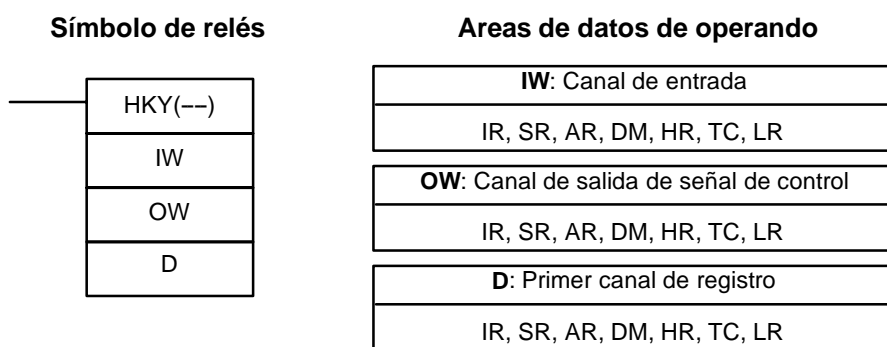 Símbolo de relés
HKY(−−)
IW
OW
D
Areas de datos de operando
IW: Canal de entrada
IR, SR, AR, DM, HR, TC, LR
OW: Canal de salida de señal de control
IR, SR, AR, DM, HR, TC, LR
D: Primer canal de registro
IR, SR, AR, DM, HR, TC, LR